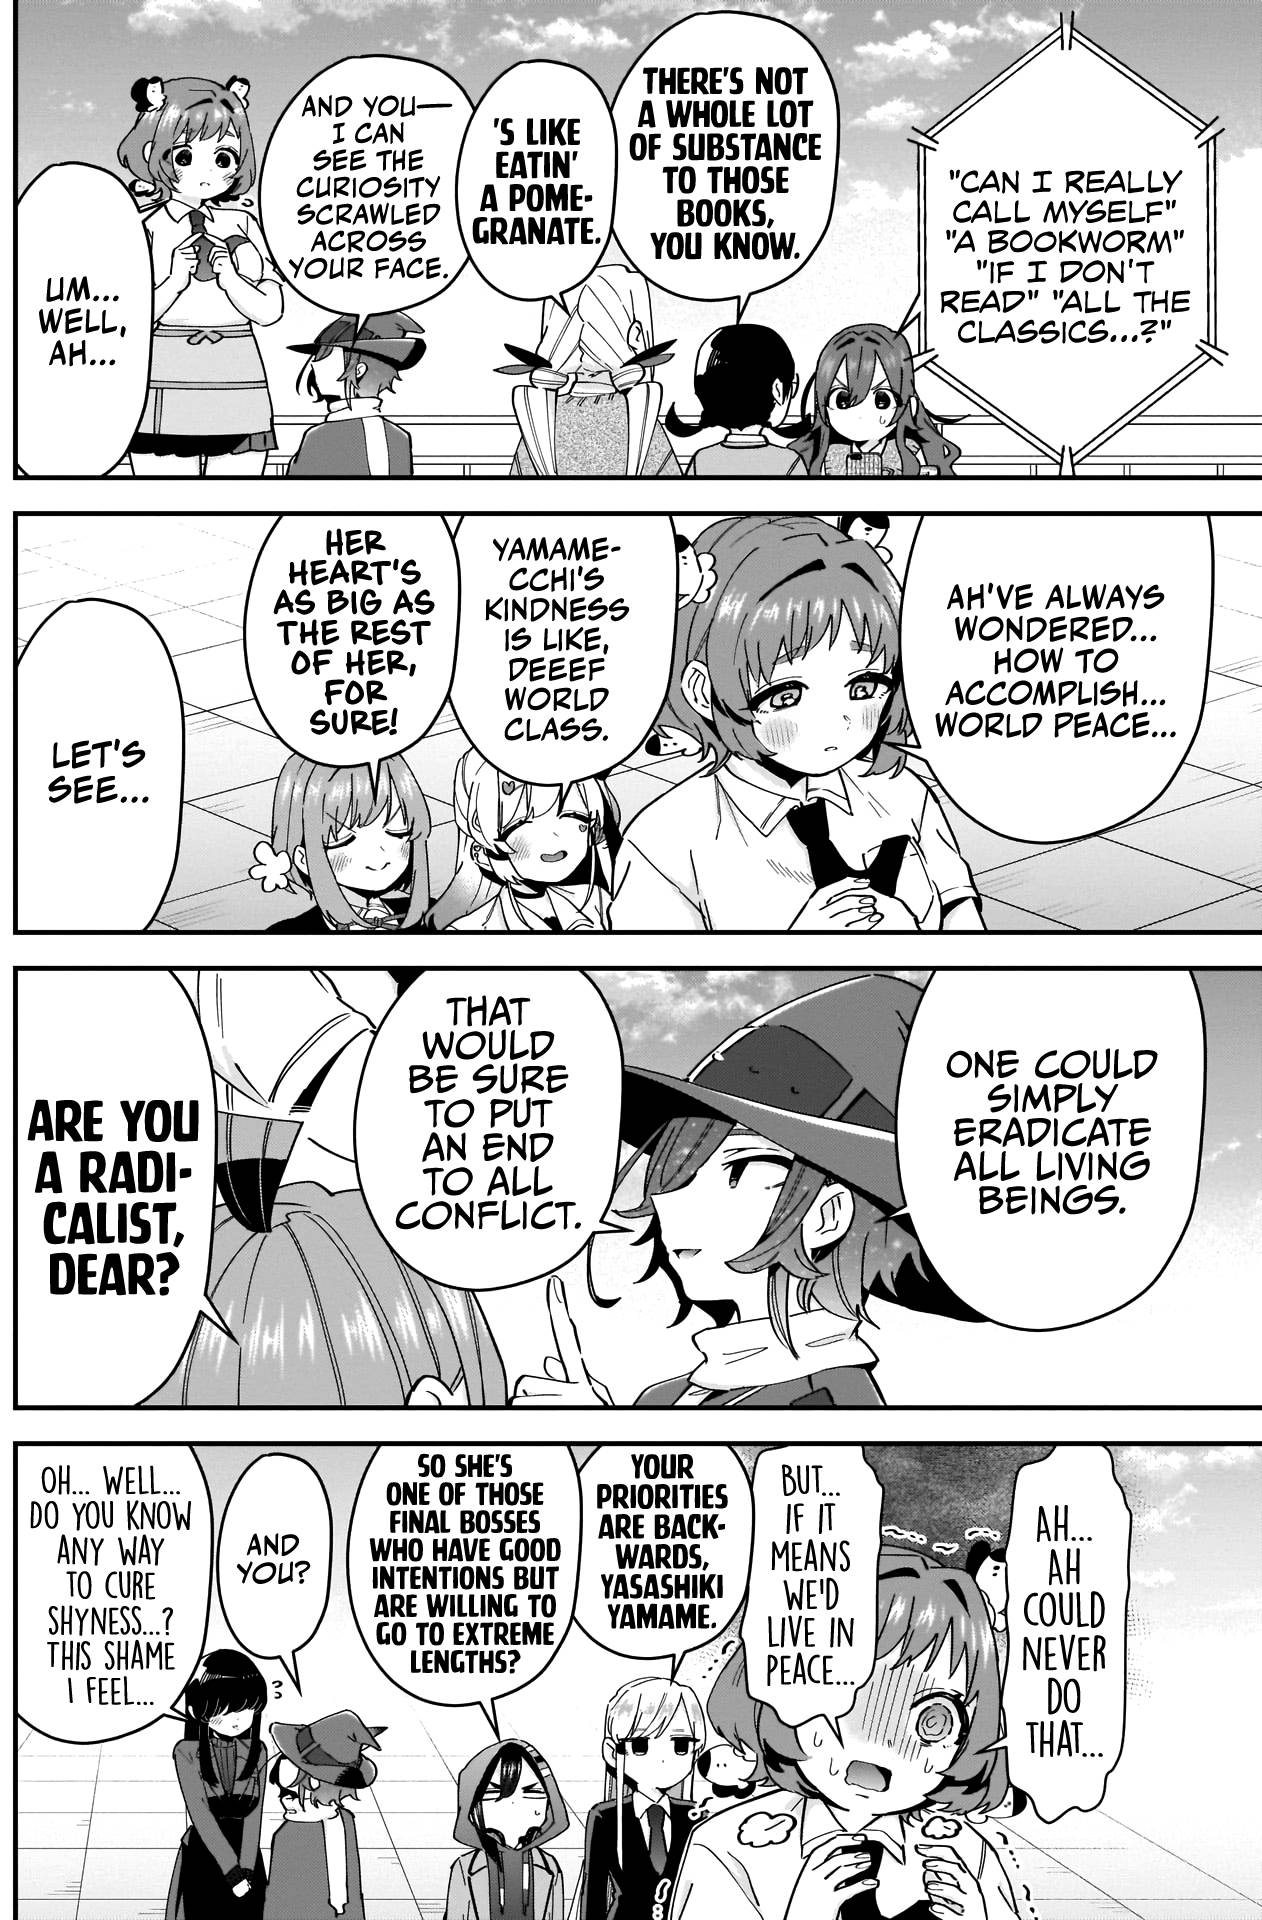 "CAN I REALLY
CALL MYSELF"
"A BOOKWORM"
"IF I DON'T
READ" "ALL THE
CLASSICS...?"
THERE'S NOT
A WHOLE LOT
OF SUBSTANCE
TO THOSE
BOOKS,
YOU KNOW.
'S LIKE
EATIN'
A POME-
GRANATE.
AND YOU—
I CAN
SEE THE
CURIOSITY
SCRAWLED
ACROSS
YOUR FACE.
UM...
WELL,
AH...
AH'VE ALWAYS
WONDERED...
HOW TO
ACCOMPLISH...
WORLD PEACE...
YAMAME-
CCHI'S
KINDNESS
IS LIKE,
DEEEF
WORLD
CLASS.
HER
HEART'S
AS BIG AS
THE REST
OF HER,
FOR
SURE!
LET'S
SEE...
ONE COULD
SIMPLY
ERADICATE
ALL LIVING
BEINGS.
THAT
WOULD
BE SURE
TO PUT
AN END
TO ALL
CONFLICT.
ARE YOU
A RADI-
CALIST,
DEAR?
AH...
AH
COULD
NEVER
DO
THAT...
BUT...
IF IT
MEANS
WE'D
LIVE IN
PEACE...
YOUR
PRIORITIES
ARE BACK-
WARDS,
YASASHIKI
YAMAME.
SO SHE'S
ONE OF THOSE
FINAL BOSSES
WHO HAVE GOOD
INTENTIONS BUT
ARE WILLING TO
GO TO EXTREME
LENGTHS?
AND
YOU?
OH... WELL...
DO YOU KNOW
ANY WAY
TO CURE
SHYNESS...?
THIS SHAME
I FEEL...
??